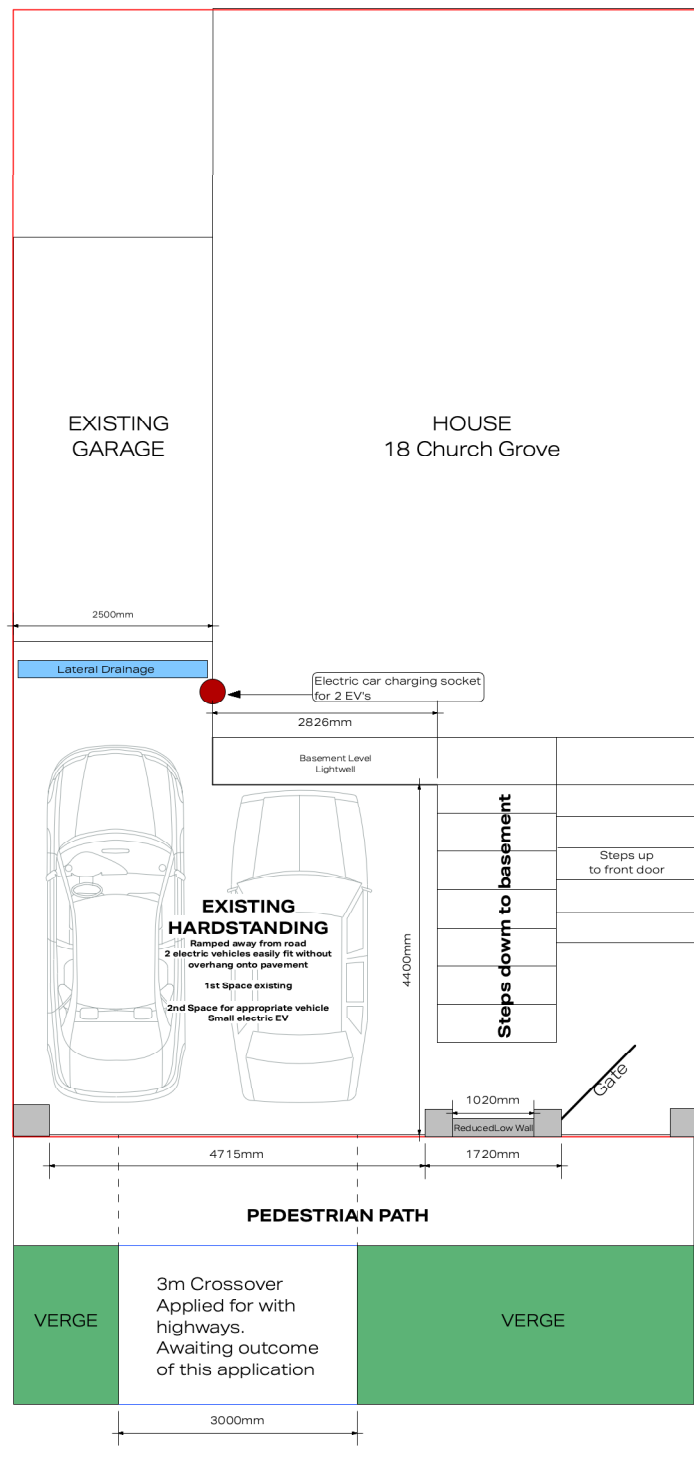 EXISTING
GARAGE
HOUSE
18 Church Grove
2500mm
Lateral Drainage
Electric car charging socket
for 2 EV's
2826mm
Basement Level
Lightwell
Steps dowm to basement
Steps up
to front door
EXISTING
HARDSTANDING
Ramped away from road
2 electric vehicles easily fit without
overhang onto pavement
1st Space existing
2nd Space for appropriate vehicle
Small electric EV
4400mm
Gate
1020mm
ReducedLow Wall
4715mm
1720mm
PEDESTRIAN PATH
VERGE
3m Crossover
Applied for with
highways.
Awaiting outcome
of this application
VERGE
3000mm